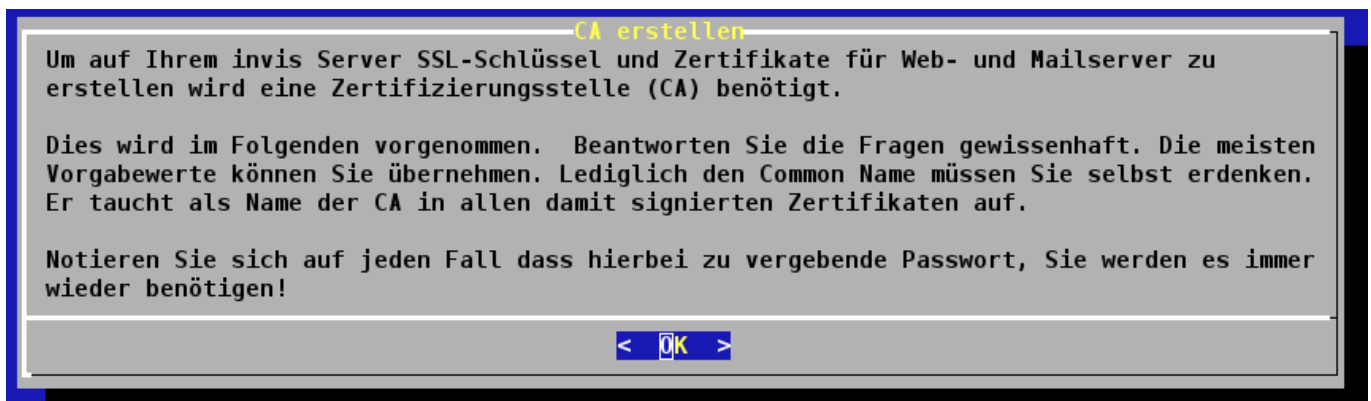 CA erstellen
Um auf Ihrem invis Server SSL-Schlüssel und Zertifikate für Web- und Mailserver zu
erstellen wird eine Zertifizierungsstelle (CA) benötigt.
Dies wird im Folgenden vorgenommen.  Beantworten Sie die Fragen gewissenhaft. Die meisten
Vorgabewerte können Sie übernehmen. Lediglich den Common Name müssen Sie selbst erdenken.
Er taucht als Name der CA in allen damit signierten Zertifikaten auf.
Notieren Sie sich auf jeden Fall dass hierbei zu vergebende Passwort, Sie werden es immer
wieder benötigen!
<  OK  >